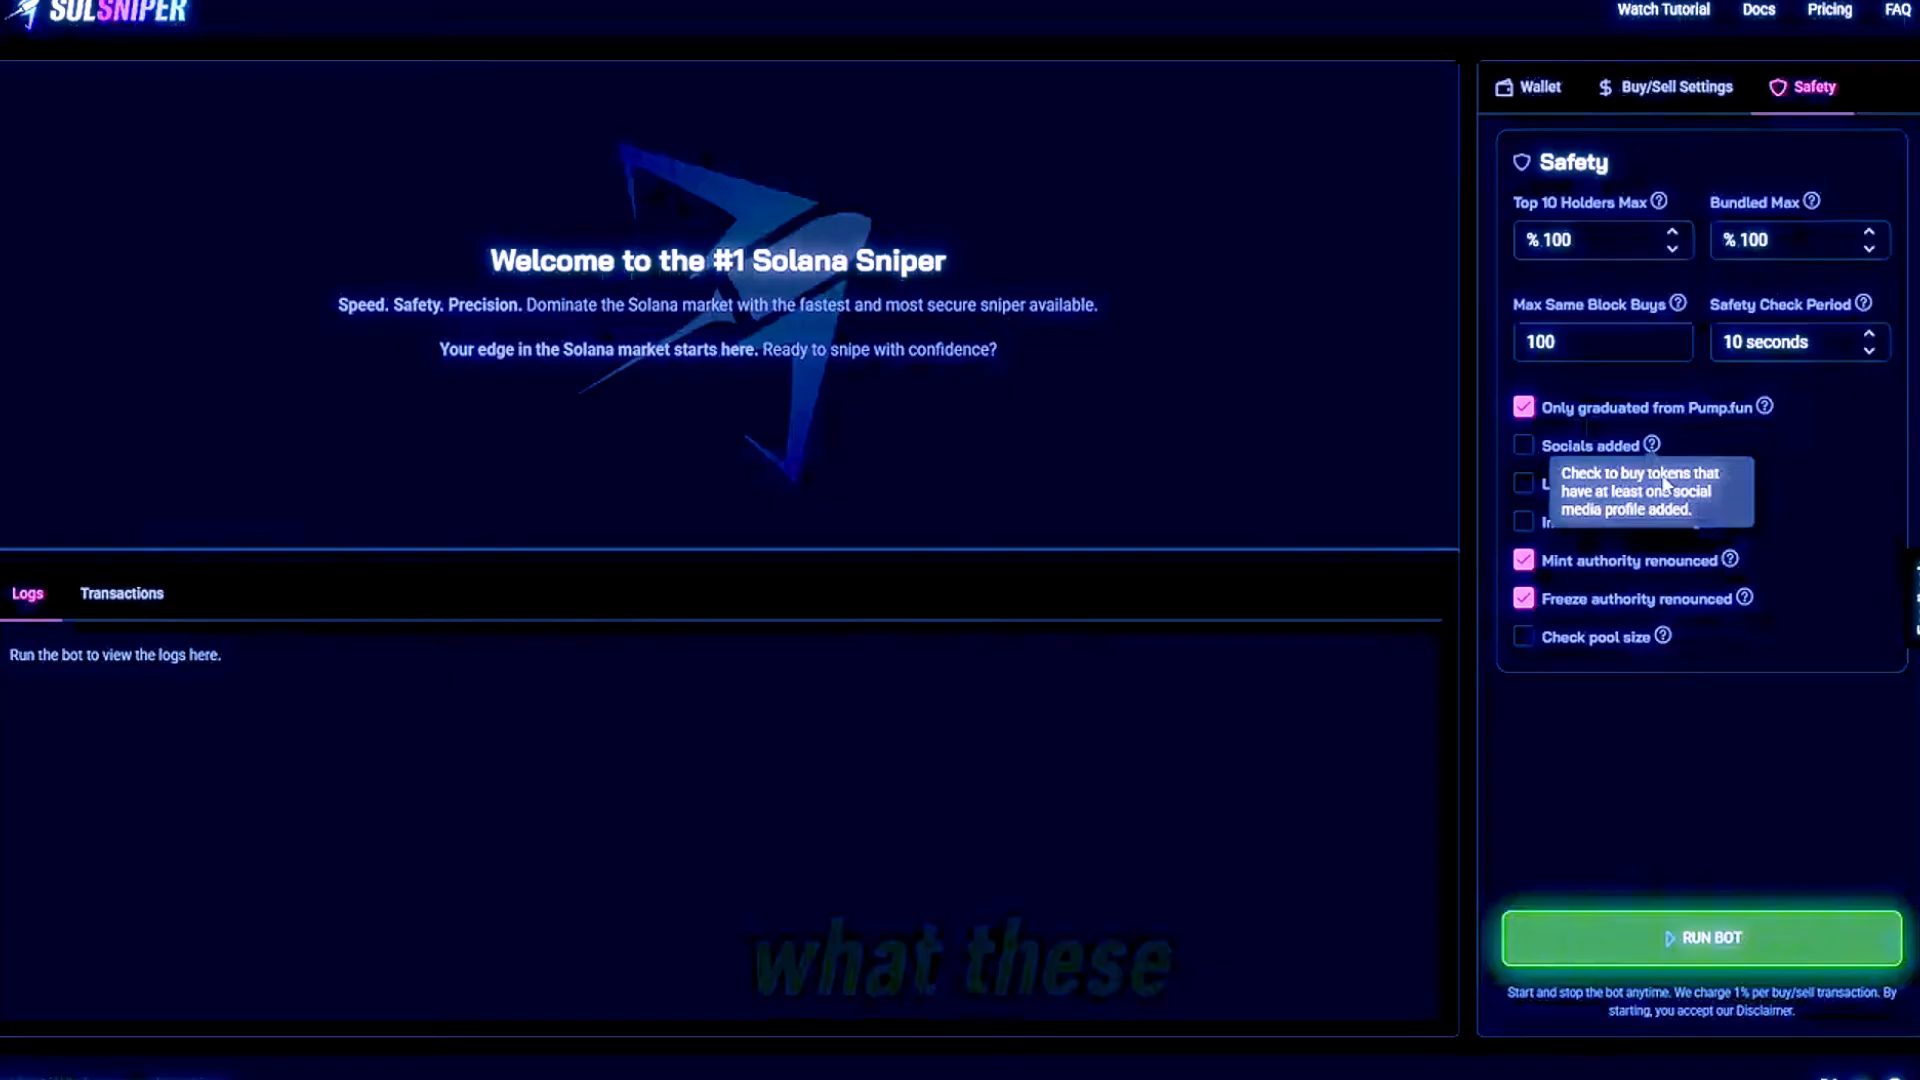 SOLSNIPER
Watch Tutorial
Docs
Pricing
FAQ
Wallet
$ Buy/Sell Settings
Safety
Welcome to the #1 Solana Sniper
Speed. Safety. Precision. Dominate the Solana market with the fastest and most secure sniper available.
Your edge in the Solana market starts here. Ready to snipe with confidence?
Safety
Top 10 Holders Max
Bundled Max
% 100
% 100
Max Same Block Buys
Safety Check Period
100
10 seconds
Only graduated from Pump.fun
Socials added
Check to buy tokens that
have at least one social
media profile added.
Mint authority renounced
Freeze authority renounced
Check pool size
Logs
Transactions
Run the bot to view the logs here.
what these
RUN BOT
Start and stop the bot anytime. We charge 1% per buy/sell transaction. By
starting, you accept our Disclaimer.